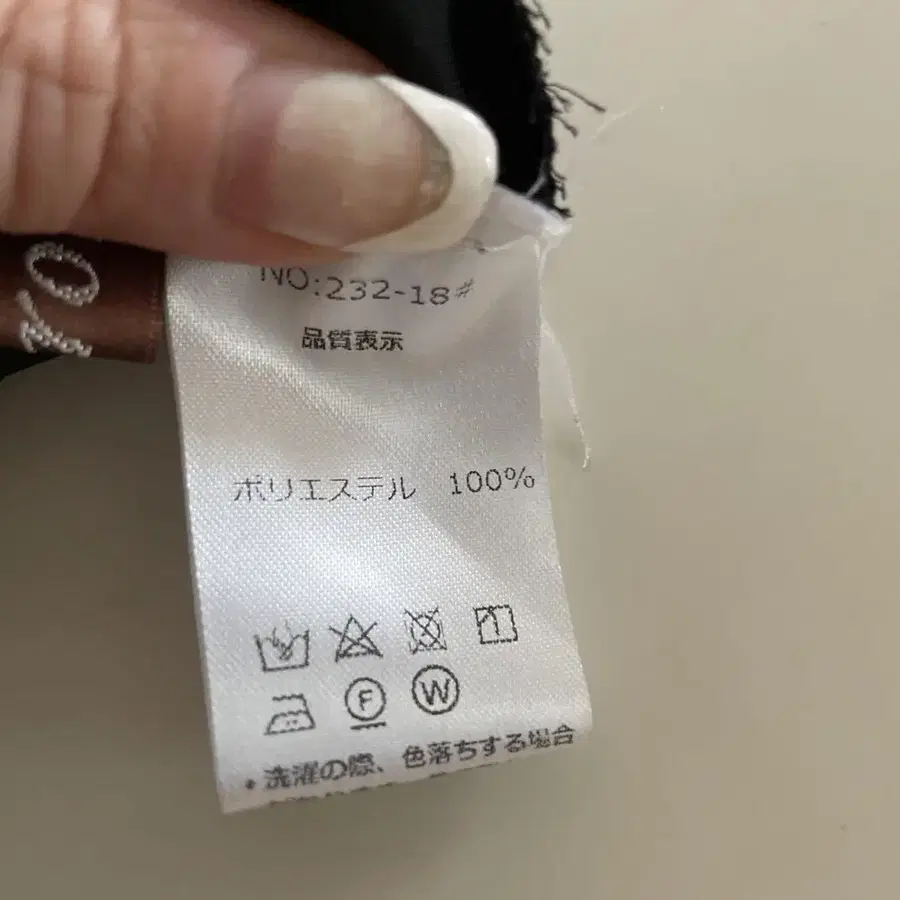 NO:232-18#
品質表示
ポリエステル 100%
F W
・洗濯の際、色落ちする場合